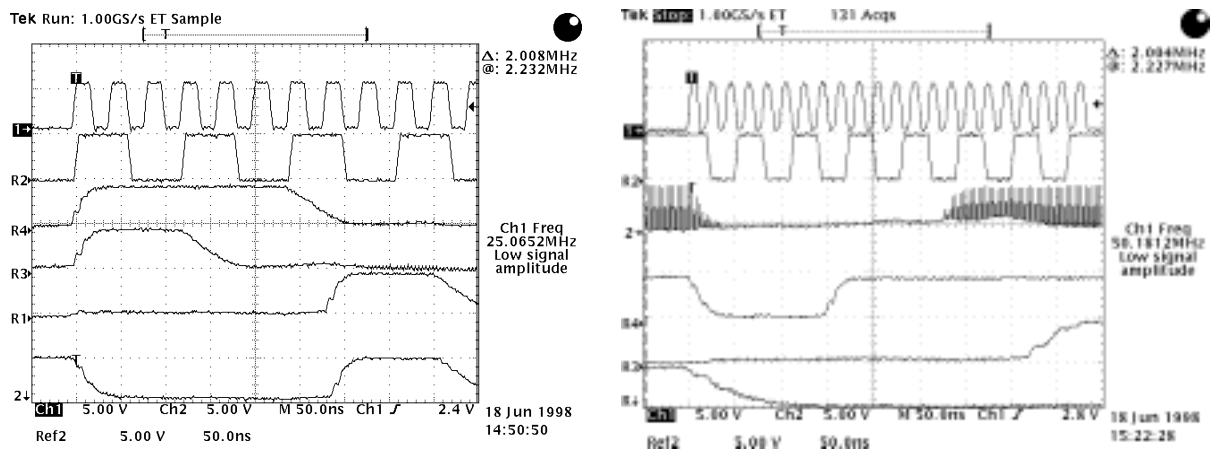 Tek Run: 1.00GS/s ET Sample
T
Δ: 2.008MHz
@: 2.232MHz
T
1→
R2
R4
R3
R1
T
2↓
Ch1 Freq
25.0652MHz
Low signal
amplitude
Ch1 5.00 V Ch2 5.00 V M 50.0ns Ch1 2.4 V
Ref2 5.00 V 50.0ns
18 Jun 1998
14:50:50
Tek Stop: 1.00GS/s ET 131 Acqs
T
Δ: 2.004MHz
@: 2.227MHz
T
1→
R2
T
2→
R4
R3
R1
Ch1 Freq
50.1812MHz
Low signal
amplitude
Ch1 5.00 V Ch2 5.00 V M 50.0ns Ch1 2.8 V
Ref2 5.00 V 50.0ns
18 Jun 1998
15:22:28